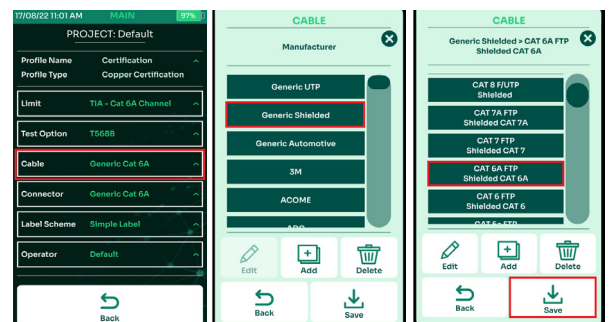 17/08/22 11:01 AM MAIN 97%
PROJECT: Default
Profile Name Certification
Profile Type Copper Certification
Limit TIA - Cat 6A Channel
Test Option T568B
Cable Generic Cat 6A
Connector Generic Cat 6A
Label Scheme Simple Label
Operator Default
Back
CABLE
Manufacturer
Generic UTP
Generic Shielded
Generic Automotive
3M
ACOME
Edit Add Delete
Back Save
CABLE
Generic Shielded > CAT 6A FTP
Shielded CAT 6A
CAT 8 F/UTP
Shielded
CAT 7A FTP
Shielded CAT 7A
CAT 7 FTP
Shielded CAT 7
CAT 6A FTP
Shielded CAT 6A
CAT 6 FTP
Shielded CAT 6
CAT 5e FTP
Edit Add Delete
Back Save